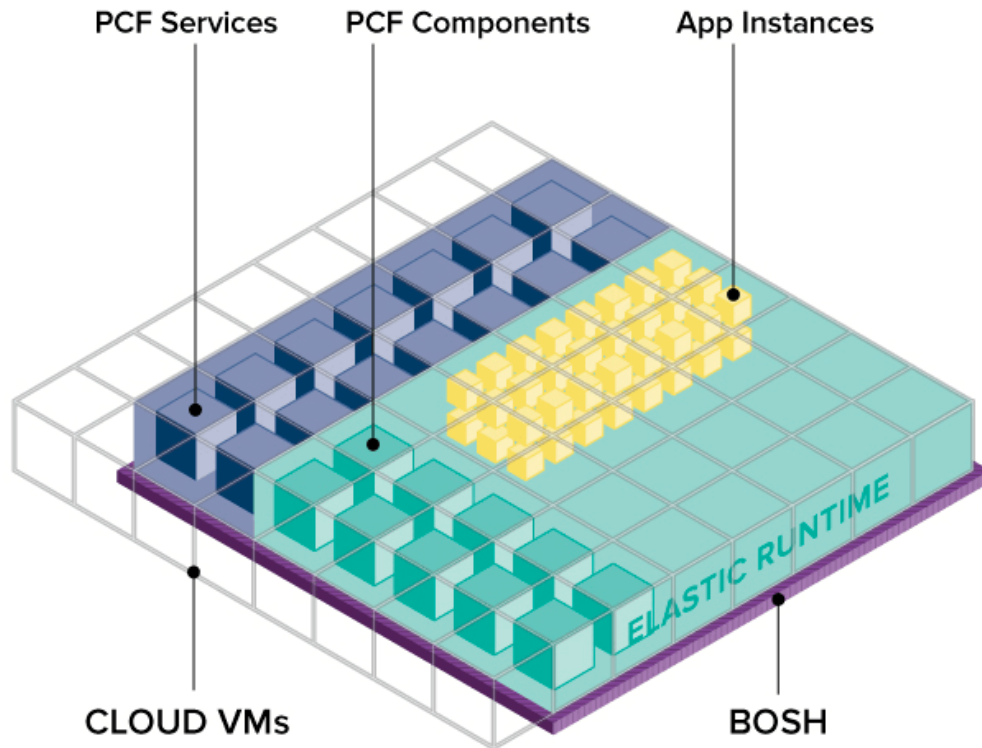 PCF Services
PCF Components
App Instances
ELASTIC RUNTIME
CLOUD VMs
BOSH